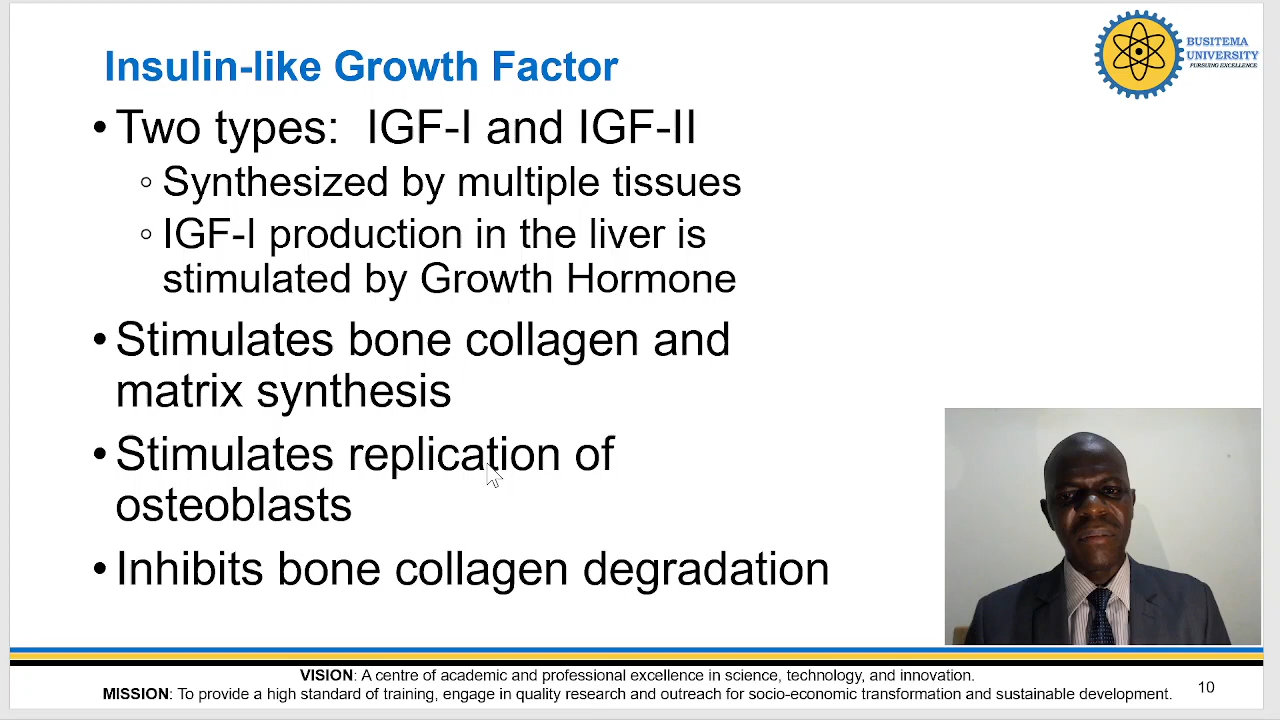 Insulin-like Growth Factor
BUSITEMA
UNIVERSITY
PURSUING EXCELLENCE
• Two types: IGF-I and IGF-II
◦ Synthesized by multiple tissues
◦ IGF-I production in the liver is
stimulated by Growth Hormone
• Stimulates bone collagen and
matrix synthesis
• Stimulates replication of
osteoblasts
• Inhibits bone collagen degradation
VISION: A centre of academic and professional excellence in science, technology, and innovation.
MISSION: To provide a high standard of training, engage in quality research and outreach for socio-economic transformation and sustainable development.
10